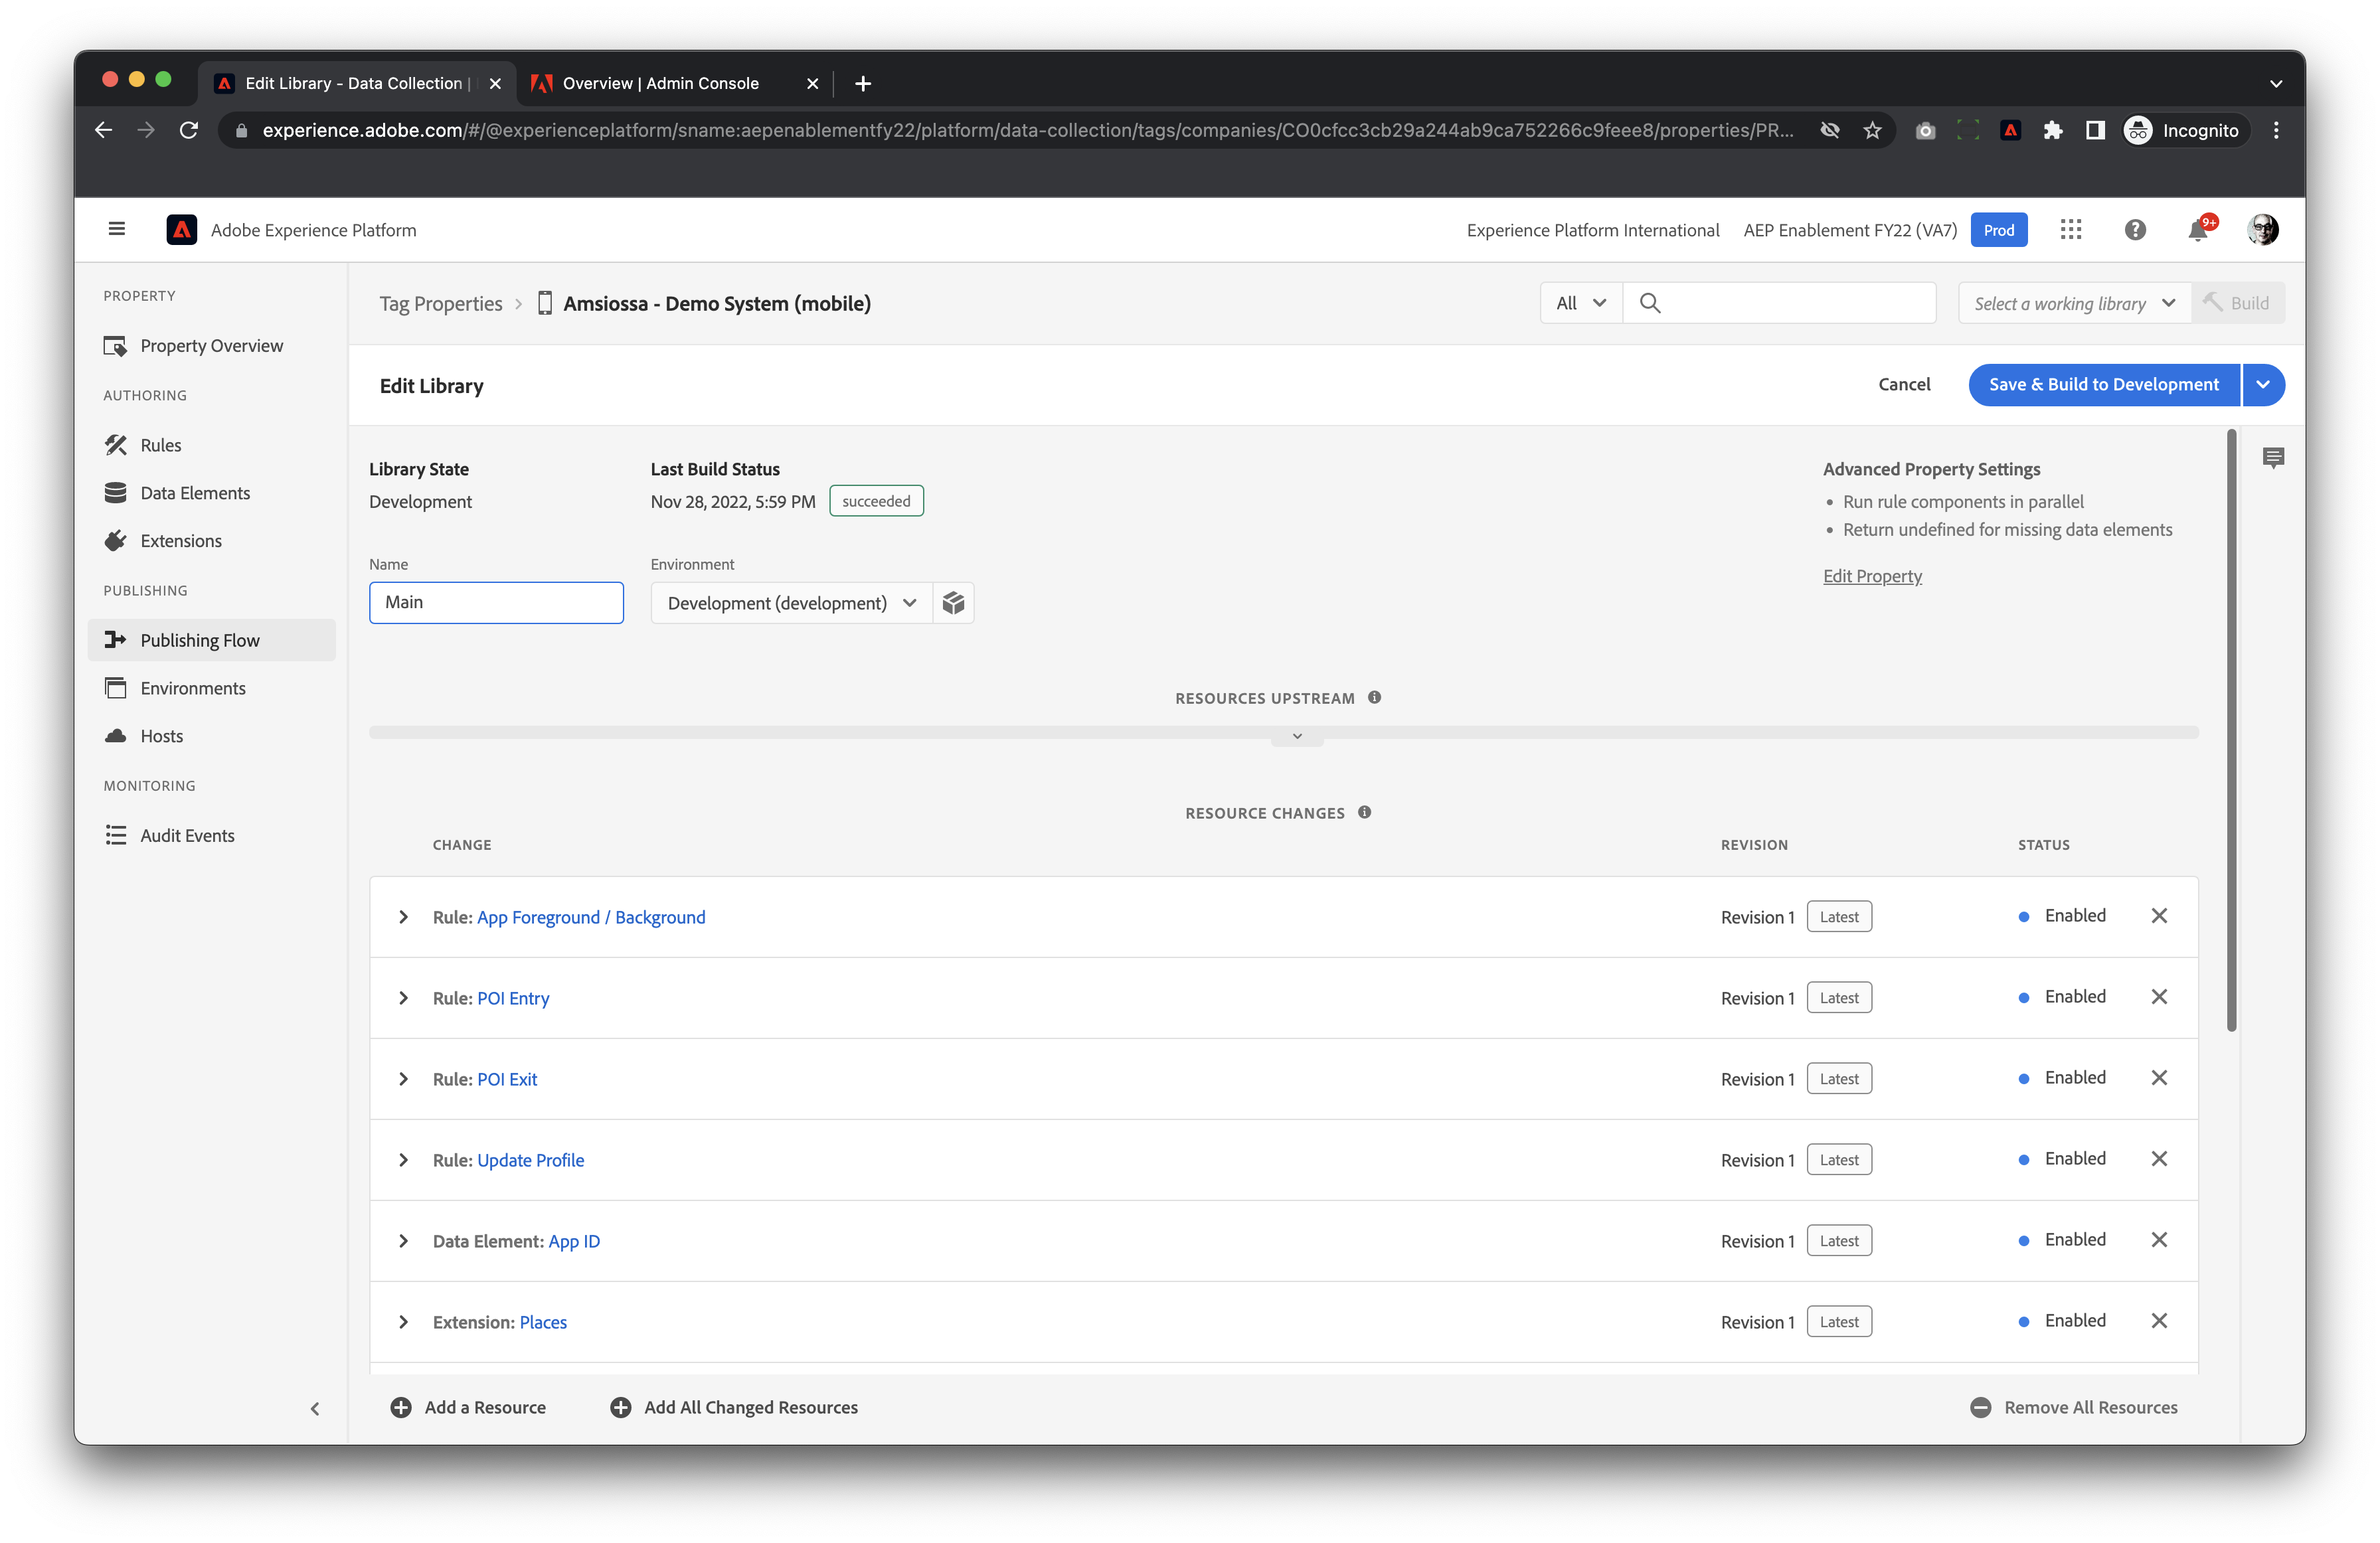 Edit Library - Data Collection |
Overview | Admin Console
experience.adobe.com/#/@experienceplatform/sname:aepenablementfy22/platform/data-collection/tags/companies/CO0cfcc3cb29a244ab9ca752266c9feee8/properties/PR...
Incognito
Adobe Experience Platform
Experience Platform International
AEP Enablement FY22 (VA7)
Prod
9+
PROPERTY
Property Overview
AUTHORING
Rules
Data Elements
Extensions
PUBLISHING
Publishing Flow
Environments
Hosts
MONITORING
Audit Events
Tag Properties
Amsiossa - Demo System (mobile)
All
Select a working library
Build
Edit Library
Cancel
Save & Build to Development
Library State
Development
Last Build Status
Nov 28, 2022, 5:59 PM succeeded
Advanced Property Settings
• Run rule components in parallel
• Return undefined for missing data elements
Edit Property
Name
Main
Environment
Development (development)
RESOURCES UPSTREAM
RESOURCE CHANGES
CHANGE REVISION STATUS
Rule: App Foreground / Background Revision 1 Latest Enabled
Rule: POI Entry Revision 1 Latest Enabled
Rule: POI Exit Revision 1 Latest Enabled
Rule: Update Profile Revision 1 Latest Enabled
Data Element: App ID Revision 1 Latest Enabled
Extension: Places Revision 1 Latest Enabled
Add a Resource
Add All Changed Resources
Remove All Resources